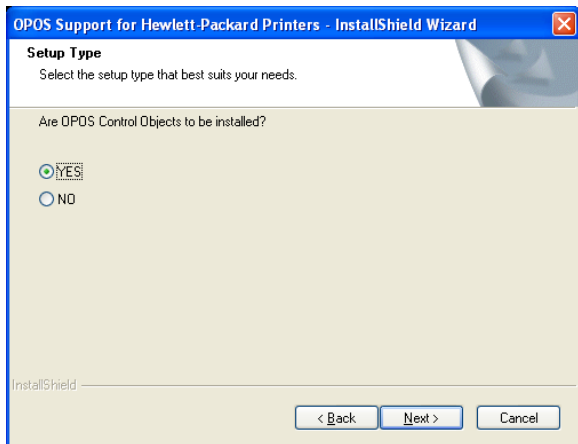 OPOS Support for Hewlett-Packard Printers - InstallShield Wizard
Setup Type
Select the setup type that best suits your needs.
Are OPOS Control Objects to be installed?
YES
NO
InstallShield
< Back Next > Cancel